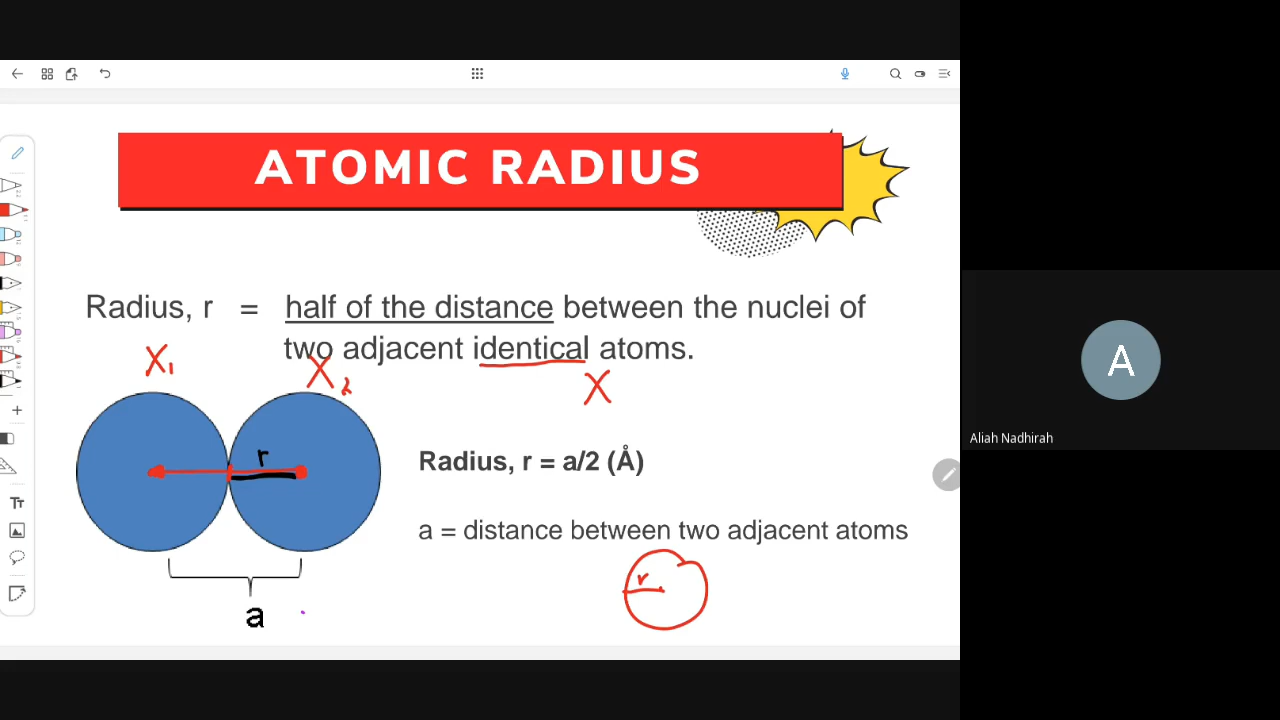 ATOMIC RADIUS
Radius, r = half of the distance between the nuclei of
two adjacent identical atoms.
X₁
X₂
X
r
Radius, r = a/2 (Å)
a = distance between two adjacent atoms
r
a
Tт
A
Aliah Nadhirah